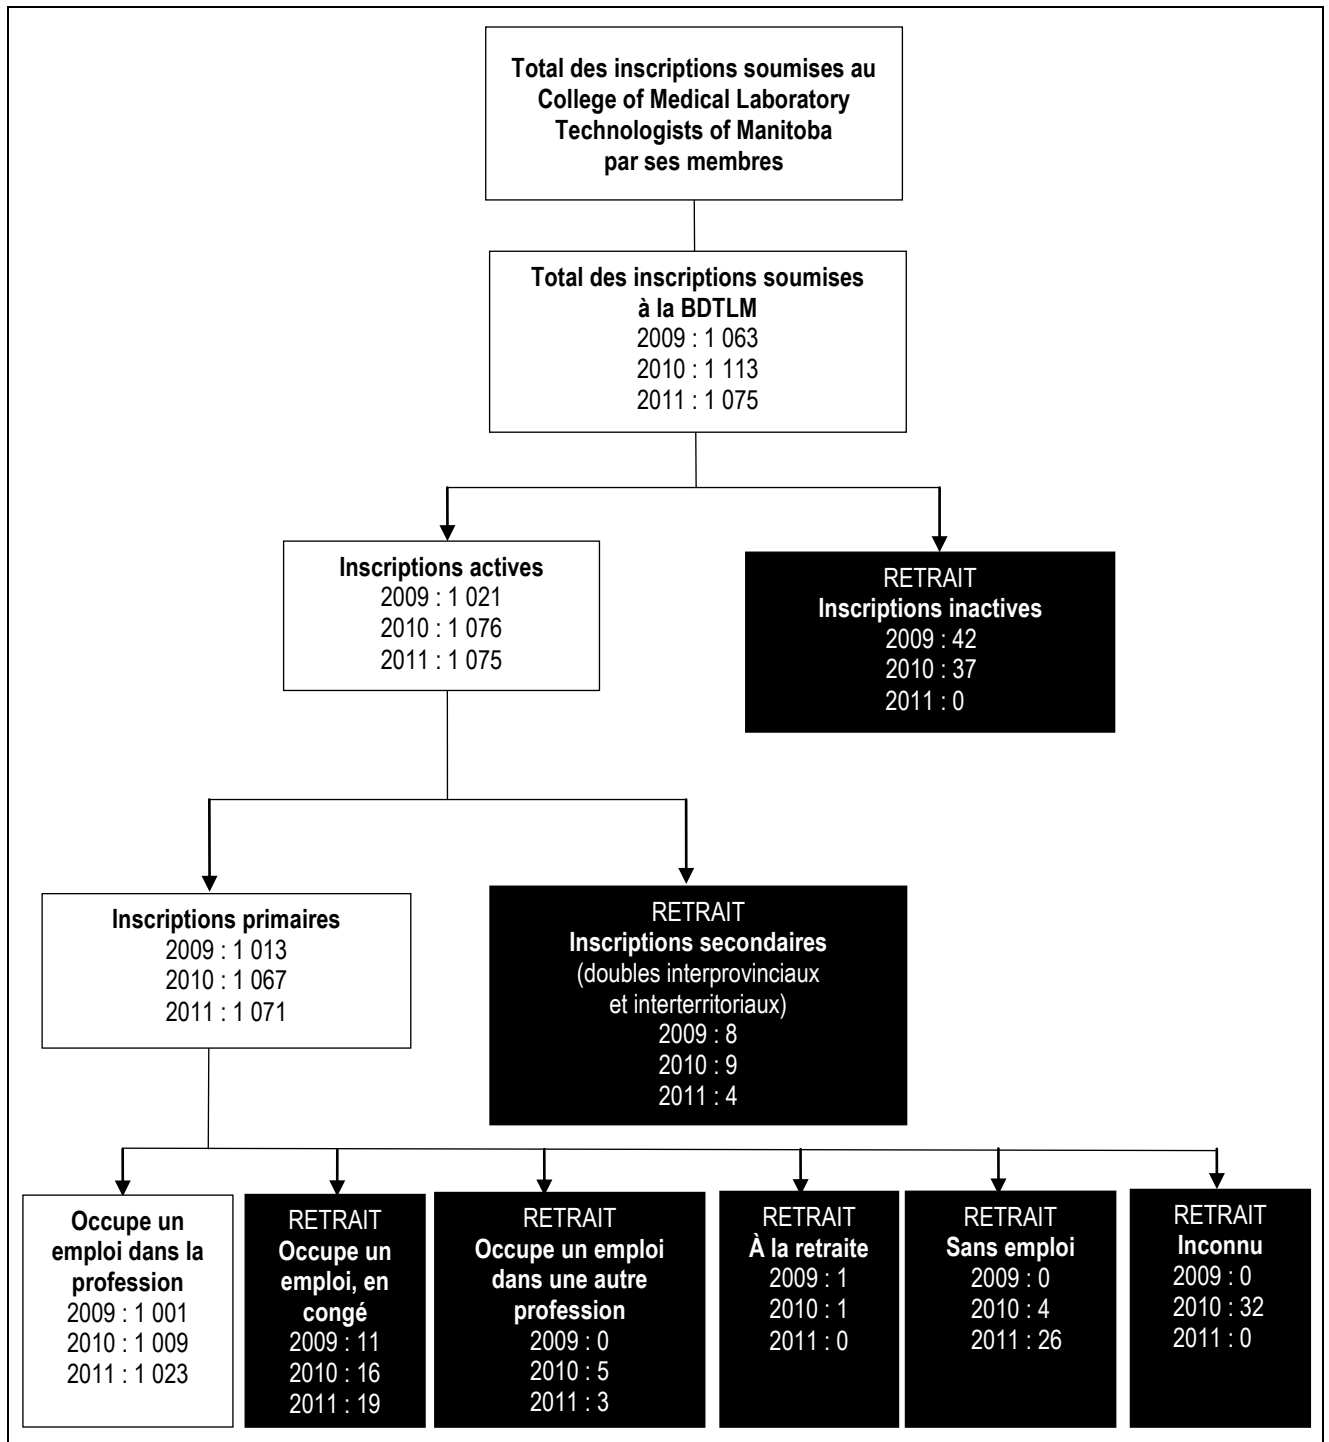 Total des inscriptions soumises au
College of Medical Laboratory
Technologists of Manitoba
par ses membres
Total des inscriptions soumises
à la BDTLM
2009 : 1 063
2010 : 1 113
2011 : 1 075
Inscriptions actives
2009 : 1 021
2010 : 1 076
2011 : 1 075
RETRAIT
Inscriptions inactives
2009 : 42
2010 : 37
2011 : 0
Inscriptions primaires
2009 : 1 013
2010 : 1 067
2011 : 1 071
RETRAIT
Inscriptions secondaires
(doubles interprovinciaux
et interterritoriaux)
2009 : 8
2010 : 9
2011 : 4
Occupe un
emploi dans la
profession
2009 : 1 001
2010 : 1 009
2011 : 1 023
RETRAIT
Occupe un
emploi, en
congé
2009 : 11
2010 : 16
2011 : 19
RETRAIT
Occupe un emploi
dans une autre
profession
2009 : 0
2010 : 5
2011 : 3
RETRAIT
À la retraite
2009 : 1
2010 : 1
2011 : 0
RETRAIT
Sans emploi
2009 : 0
2010 : 4
2011 : 26
RETRAIT
Inconnu
2009 : 0
2010 : 32
2011 : 0